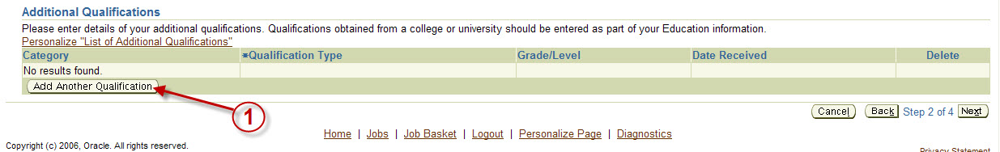 Additional Qualifications
Please enter details of your additional qualifications. Qualifications obtained from a college or university should be entered as part of your Education information.
Personalize "List of Additional Qualifications"
Category *Qualification Type Grade/Level Date Received Delete
No results found.
Add Another Qualification
1
Cancel Back Step 2 of 4 Next
Home | Jobs | Job Basket | Logout | Personalize Page | Diagnostics
Copyright (c) 2006, Oracle. All rights reserved. Privacy Statement